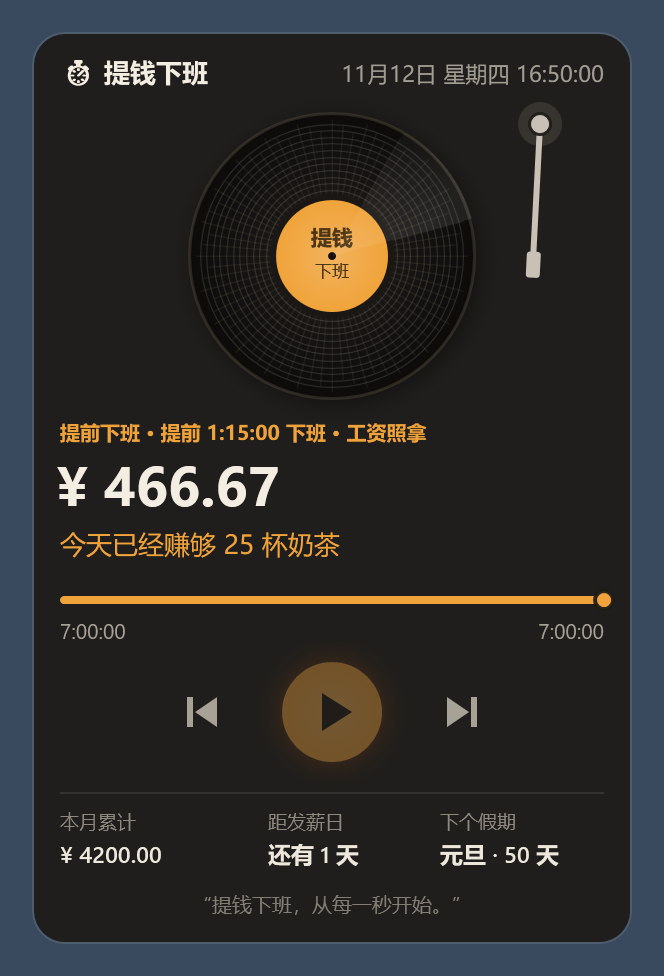 提钱下班
11月12日 星期四 16:50:00
提钱
下班
提前下班 • 提前 1:15:00 下班 • 工资照拿
¥ 466.67
今天已经赚够 25 杯奶茶
7:00:00
7:00:00
本月累计
距发薪日
下个假期
¥ 4200.00
还有 1 天
元旦 · 50 天
“提钱下班，从每一秒开始。”